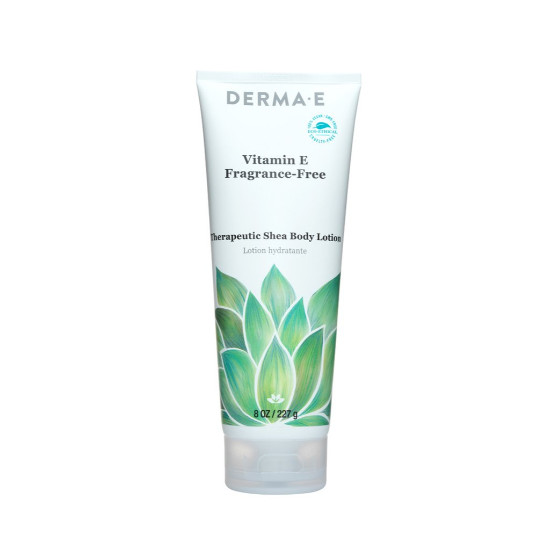 DERMA·E
Vitamin E
Fragrance-Free
Therapeutic Shea Body Lotion
Lotion hydratante
8 OZ / 227 g